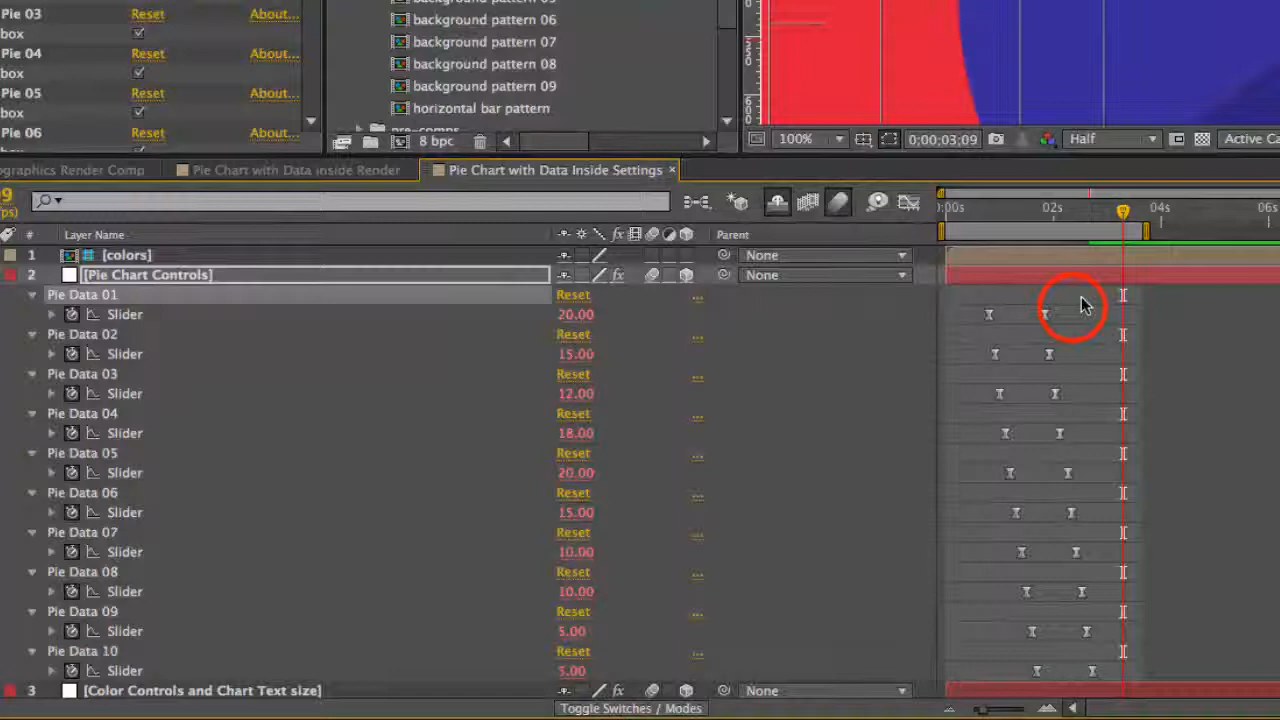 Pie 03 Reset About...
box
Pie 04 Reset About...
box
Pie 05 Reset About...
box
Pie 06 Reset About...
background pattern 06
background pattern 07
background pattern 08
background pattern 09
horizontal bar pattern
8 bpc
100% 0;00;03;09 Half Active Ca
ographics Render Comp Pie Chart with Data inside Render Pie Chart with Data Inside Settings ×
ps)
0:00s 02s 04s 06s
# Layer Name Parent
1 [colors] None
2 [Pie Chart Controls] None
Pie Data 01 Reset ...
Slider 20.00
Pie Data 02 Reset ...
Slider 15.00
Pie Data 03 Reset ...
Slider 12.00
Pie Data 04 Reset ...
Slider 18.00
Pie Data 05 Reset ...
Slider 20.00
Pie Data 06 Reset ...
Slider 15.00
Pie Data 07 Reset ...
Slider 10.00
Pie Data 08 Reset ...
Slider 10.00
Pie Data 09 Reset ...
Slider 5.00
Pie Data 10 Reset ...
Slider 5.00
3 [Color Controls and Chart Text size] None
Toggle Switches / Modes